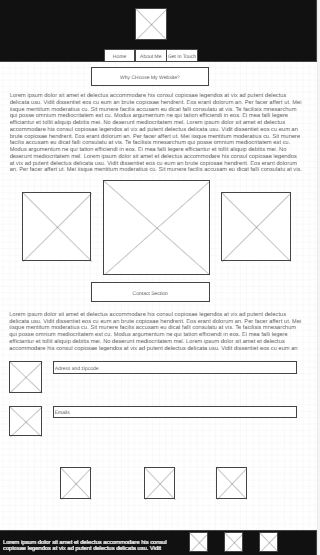 Home
About Me
Get In Touch
Why Choose My Website?
Lorem ipsum dolor sit amet et delectus accommodare his consul copiosae legendos at vix ad putent delectus
delicata usu. Vidit dissentiet eos cu eum an brute copiosae hendrerit. Eos erant dolorum an. Per facer affert ut. Mei
iisque mentitum moderatius cu. Sit munere facilis accusam eu dicat falli consulatu at vis. Te facilisis mnesarchum
qui posse omnium mediocritatem est cu. Modus argumentum ne qui tation efficiendi in eos. Ei mea falli legere
efficiantur et tollit aliquip debitis mei. No deserunt mediocritatem mel. Lorem ipsum dolor sit amet et delectus
accommodare his consul copiosae legendos at vix ad putent delectus delicata usu. Vidit dissentiet eos cu eum an
brute copiosae hendrerit. Eos erant dolorum an. Per facer affert ut. Mei iisque mentitum moderatius cu. Sit munere
facilis accusam eu dicat falli consulatu at vis. Te facilisis mnesarchum qui posse omnium mediocritatem est cu.
Modus argumentum ne qui tation efficiendi in eos. Ei mea falli legere efficiantur et tollit aliquip debitis mei. No
deserunt mediocritatem mel. Lorem ipsum dolor sit amet et delectus accommodare his consul copiosae legendos
at vix ad putent delectus delicata usu. Vidit dissentiet eos cu eum an brute copiosae hendrerit. Eos erant dolorum
an. Per facer affert ut. Mei iisque mentitum moderatius cu. Sit munere facilis accusam eu dicat falli consulatu at vis.
Contact Section
Lorem ipsum dolor sit amet et delectus accommodare his consul copiosae legendos at vix ad putent delectus
delicata usu. Vidit dissentiet eos cu eum an brute copiosae hendrerit. Eos erant dolorum an. Per facer affert ut. Mei
iisque mentitum moderatius cu. Sit munere facilis accusam eu dicat falli consulatu at vis. Te facilisis mnesarchum
qui posse omnium mediocritatem est cu. Modus argumentum ne qui tation efficiendi in eos. Ei mea falli legere
efficiantur et tollit aliquip debitis mei. No deserunt mediocritatem mel. Lorem ipsum dolor sit amet et delectus
accommodare his consul copiosae legendos at vix ad putent delectus delicata usu. Vidit dissentiet eos cu eum an
Adress and zipcode
Emails
Lorem ipsum dolor sit amet et delectus accommodare his consul
copiosae legendos at vix ad putent delectus delicata usu. Vidit